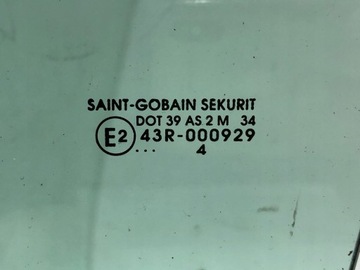 SAINT-GOBAIN SEKURIT
DOT 39 AS 2 M 34
E2 43R-000929
... 4